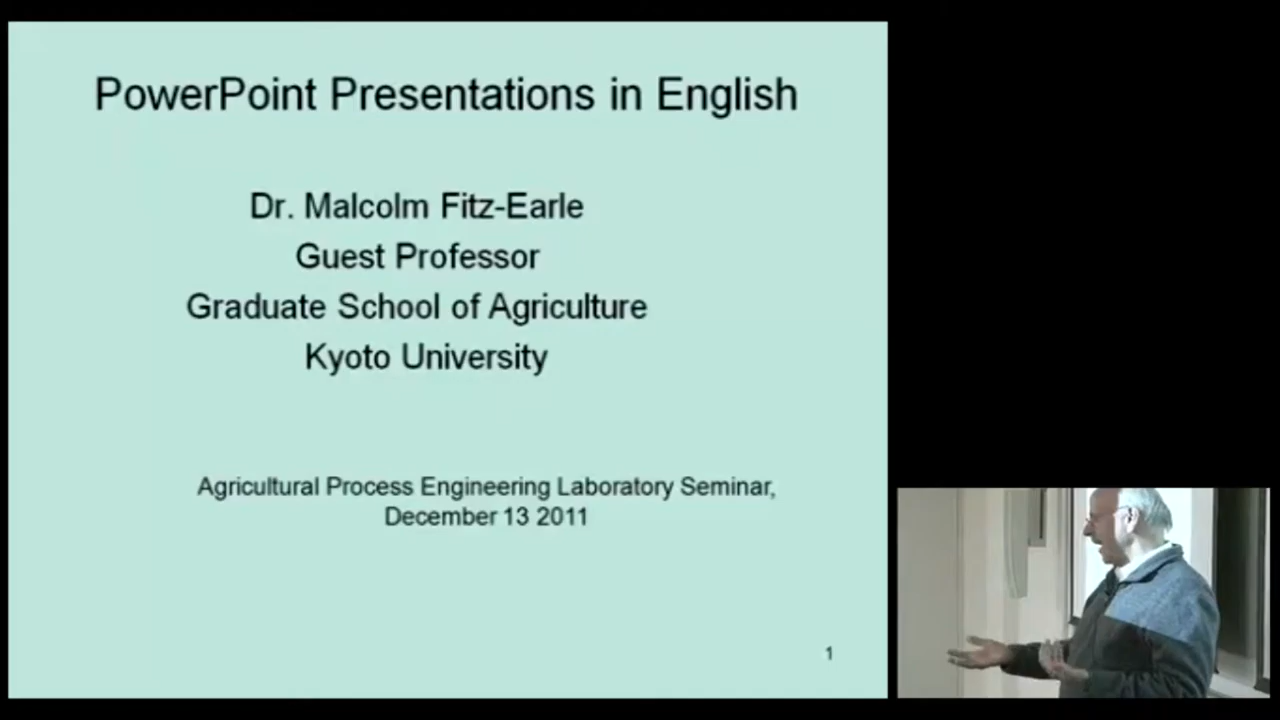 PowerPoint Presentations in English
Dr. Malcolm Fitz-Earle
Guest Professor
Graduate School of Agriculture
Kyoto University
Agricultural Process Engineering Laboratory Seminar,
December 13 2011
1